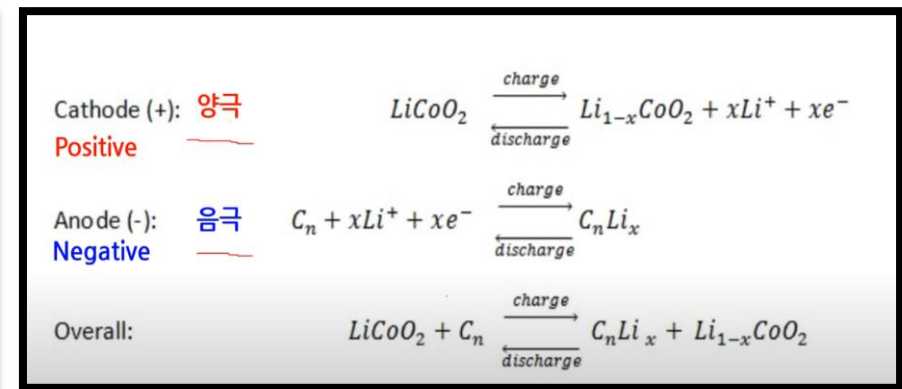 charge
Cathode (+): 양극 LiCoO₂ ⟶ Li₁₋ₓCoO₂ + xLi⁺ + xe⁻
Positive discharge
charge
Anode (-): 음극 Cₙ + xLi⁺ + xe⁻ ⟶ CₙLiₓ
Negative discharge
charge
Overall: LiCoO₂ + Cₙ ⟶ CₙLi ₓ + Li₁₋ₓCoO₂
discharge